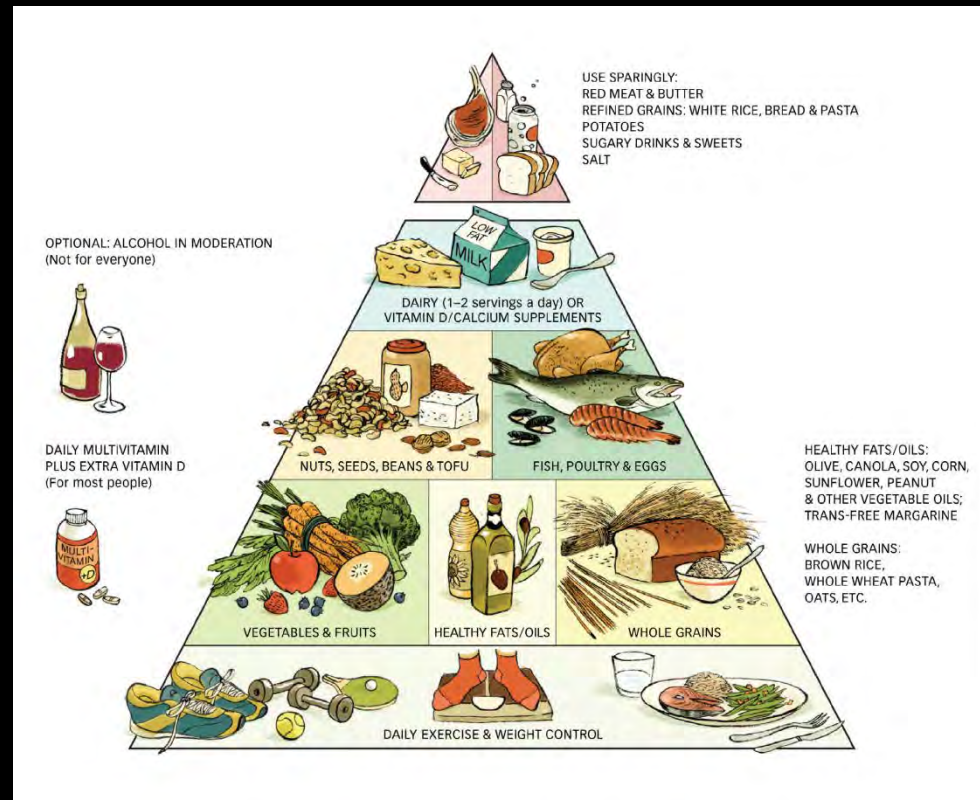 USE SPARINGLY:
RED MEAT & BUTTER
REFINED GRAINS: WHITE RICE, BREAD & PASTA
POTATOES
SUGARY DRINKS & SWEETS
SALT
OPTIONAL: ALCOHOL IN MODERATION
(Not for everyone)
LOW
FAT
MILK
DAIRY (1–2 servings a day) OR
VITAMIN D/CALCIUM SUPPLEMENTS
DAILY MULTIVITAMIN
PLUS EXTRA VITAMIN D
(For most people)
MULTI-
VITAMIN
+D
NUTS, SEEDS, BEANS & TOFU
FISH, POULTRY & EGGS
HEALTHY FATS/OILS:
OLIVE, CANOLA, SOY, CORN,
SUNFLOWER, PEANUT
& OTHER VEGETABLE OILS;
TRANS-FREE MARGARINE
WHOLE GRAINS:
BROWN RICE,
WHOLE WHEAT PASTA,
OATS, ETC.
VEGETABLES & FRUITS
HEALTHY FATS/OILS
WHOLE GRAINS
DAILY EXERCISE & WEIGHT CONTROL